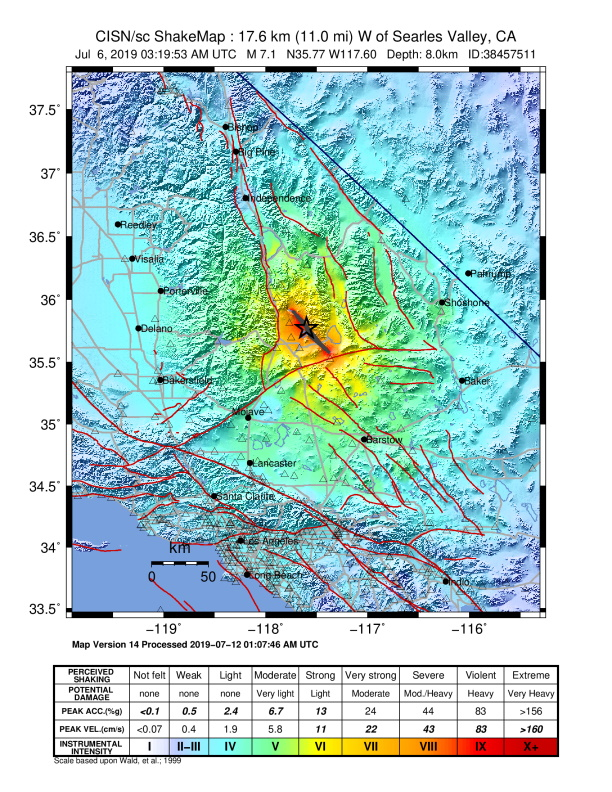 CISN/sc ShakeMap : 17.6 km (11.0 mi) W of Searles Valley, CA
Jul 6, 2019 03:19:53 AM UTC M 7.1 N35.77 W117.60 Depth: 8.0km ID:38457511
37.5°
Bishop
Big Pine
37°
Independence
Reedley
36.5°
Visalia
Pahrump
36°
Porterville
Shoshone
Delano
35.5°
Bakersfield
Baker
Mojave
35°
Barstow
Lancaster
34.5°
Santa Clarita
34°
km
Los Angeles
0 50
Long Beach
Indio
33.5°
−119° −118° −117° −116°
Map Version 14 Processed 2019-07-12 01:07:46 AM UTC
PERCEIVED SHAKING Not felt Weak Light Moderate Strong Very strong Severe Violent Extreme
POTENTIAL DAMAGE none none none Very light Light Moderate Mod./Heavy Heavy Very Heavy
PEAK ACC.(%g) <0.1 0.5 2.4 6.7 13 24 44 83 >156
PEAK VEL.(cm/s) <0.07 0.4 1.9 5.8 11 22 43 83 >160
INSTRUMENTAL INTENSITY I II−III IV V VI VII VIII IX X+
Scale based upon Wald, et al.; 1999